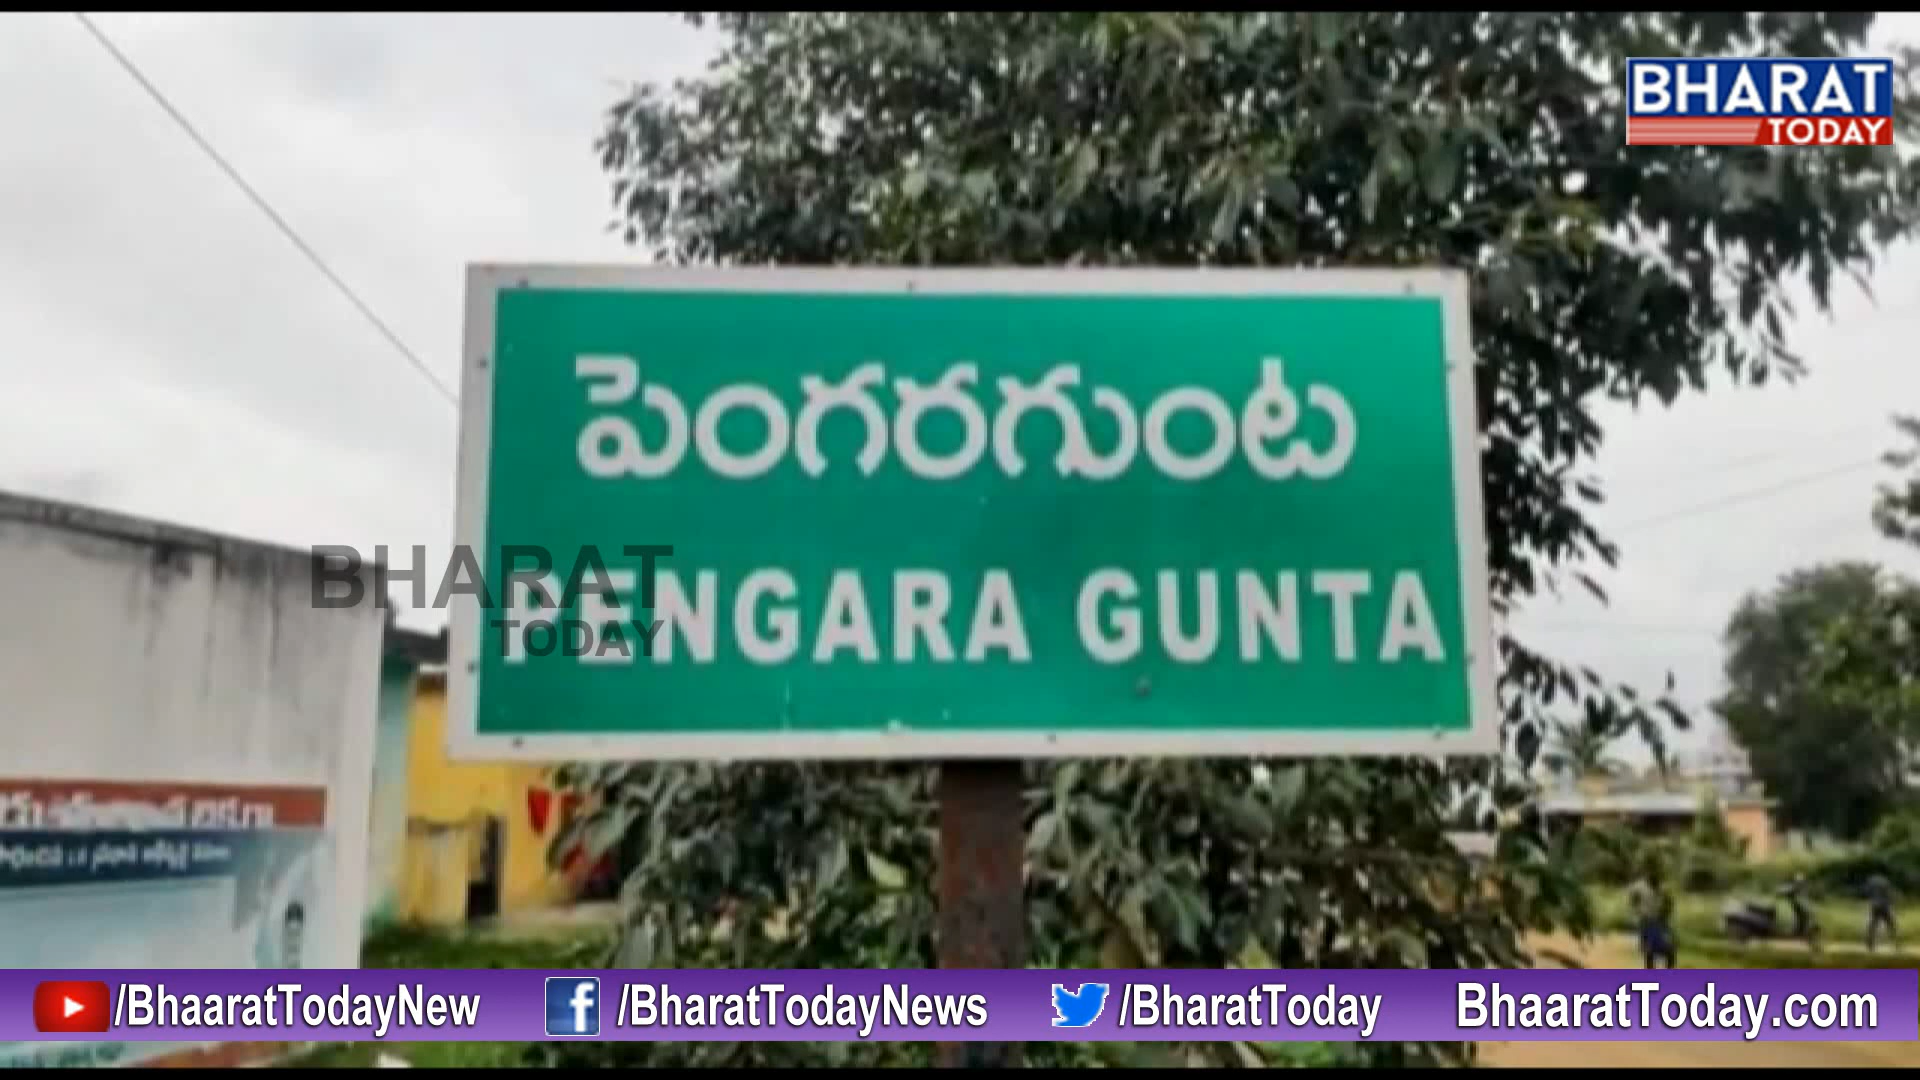 BHARAT
TODAY
పెంగరగుంట
PENGARA GUNTA
BHARAT
TODAY
/BhaaratTodayNew /BharatTodayNews /BharatToday BhaaratToday.com